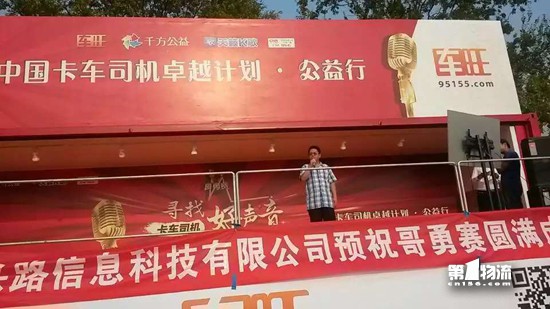 车旺 千方公益
中国卡车司机卓越计划·公益行
车旺
95155.com
寻找
卡车司机
好声音
卡车司机卓越计划·公益行
路信息科技有限公司预祝哥勇赛圆满
第1物流
车旺